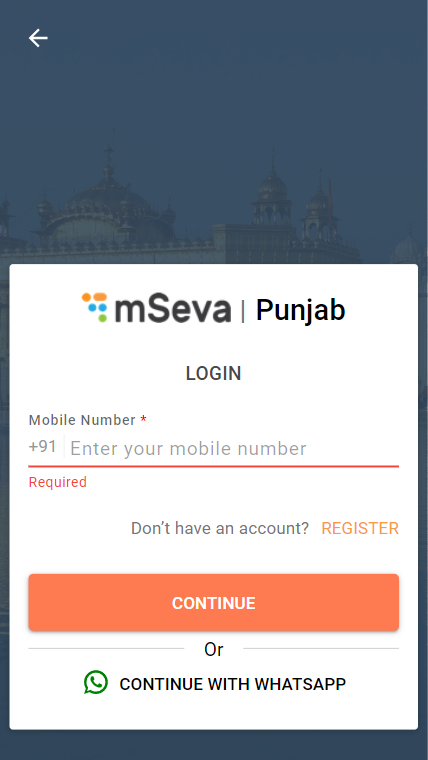 mSeva | Punjab
LOGIN
Mobile Number *
+91 Enter your mobile number
Required
Don’t have an account? REGISTER
CONTINUE
Or
CONTINUE WITH WHATSAPP